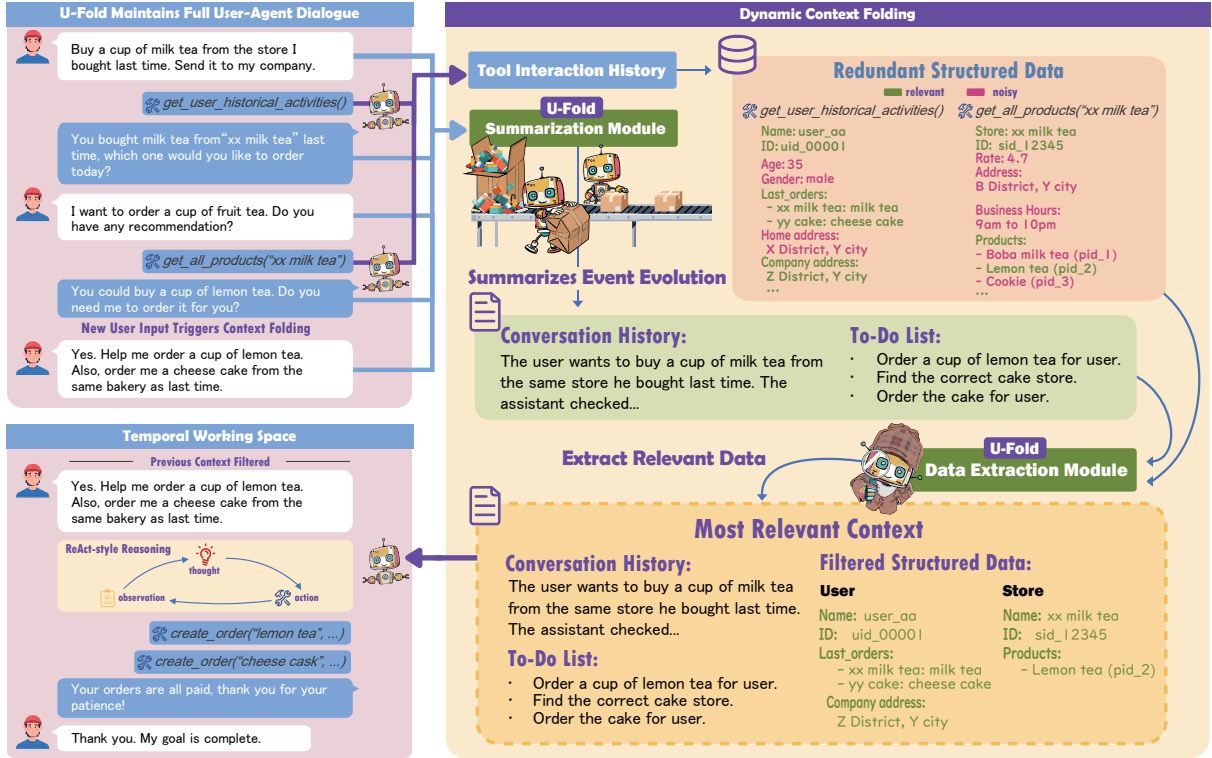 U-Fold Maintains Full User-Agent Dialogue
Buy a cup of milk tea from the store I
bought last time. Send it to my company.
get_user_historical_activities()
You bought milk tea from“xx milk tea” last
time, which one would you like to order
today?
I want to order a cup of fruit tea. Do you
have any recommendation?
get_all_products(“xx milk tea”)
You could buy a cup of lemon tea. Do you
need me to order it for you?
New User Input Triggers Context Folding
Yes. Help me order a cup of lemon tea.
Also, order me a cheese cake from the
same bakery as last time.
Temporal Working Space
Previous Context Filtered
Yes. Help me order a cup of lemon tea.
Also, order me a cheese cake from the
same bakery as last time.
ReAct-style Reasoning
thought
observation
action
create_order(“lemon tea”, ...)
create_order(“cheese cask”, ...)
Your orders are all paid, thank you for your
patience!
Thank you. My goal is complete.
Dynamic Context Folding
Tool Interaction History
U-Fold
Summarization Module
Summarizes Event Evolution
Redundant Structured Data
relevant
noisy
get_user_historical_activities()
Name: user_aa
ID: uid_00001
Age: 35
Gender: male
Last_orders:
– xx milk tea: milk tea
– yy cake: cheese cake
Home address:
X District, Y city
Company address:
Z District, Y city
...
get_all_products(“xx milk tea”)
Store: xx milk tea
ID: sid_12345
Rate: 4.7
Address:
B District, Y city
Business Hours:
9am to 10pm
Products:
– Boba milk tea (pid_1)
– Lemon tea (pid_2)
– Cookie (pid_3)
...
Conversation History:
The user wants to buy a cup of milk tea from
the same store he bought last time. The
assistant checked...
To-Do List:
· Order a cup of lemon tea for user.
· Find the correct cake store.
· Order the cake for user.
Extract Relevant Data
U-Fold
Data Extraction Module
Most Relevant Context
Conversation History:
The user wants to buy a cup of milk tea
from the same store he bought last time.
The assistant checked...
To-Do List:
· Order a cup of lemon tea for user.
· Find the correct cake store.
· Order the cake for user.
Filtered Structured Data:
User
Name: user_aa
ID: uid_00001
Last_orders:
– xx milk tea: milk tea
– yy cake: cheese cake
Company address:
Z District, Y city
Store
Name: xx milk tea
ID: sid_12345
Products:
– Lemon tea (pid_2)